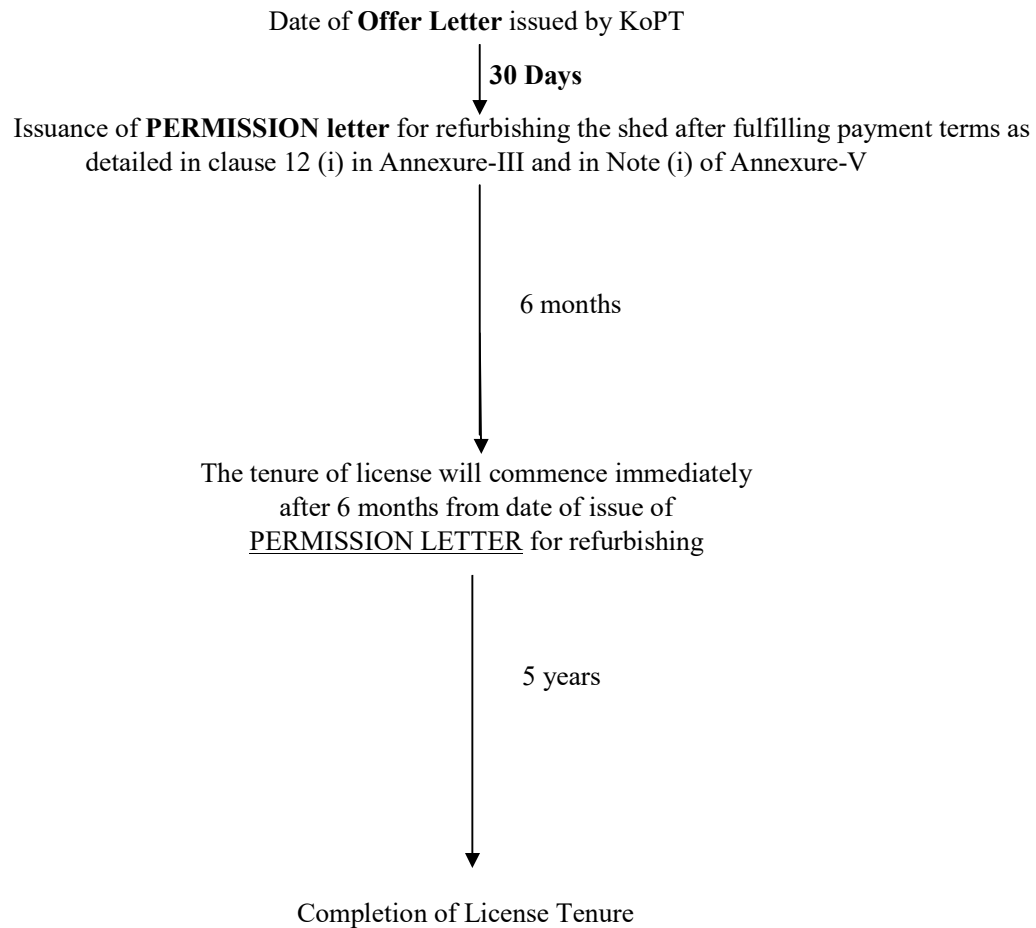 Date of Offer Letter issued by KoPT
30 Days
Issuance of PERMISSION letter for refurbishing the shed after fulfilling payment terms as
detailed in clause 12 (i) in Annexure-III and in Note (i) of Annexure-V
6 months
The tenure of license will commence immediately
after 6 months from date of issue of
PERMISSION LETTER for refurbishing
5 years
Completion of License Tenure